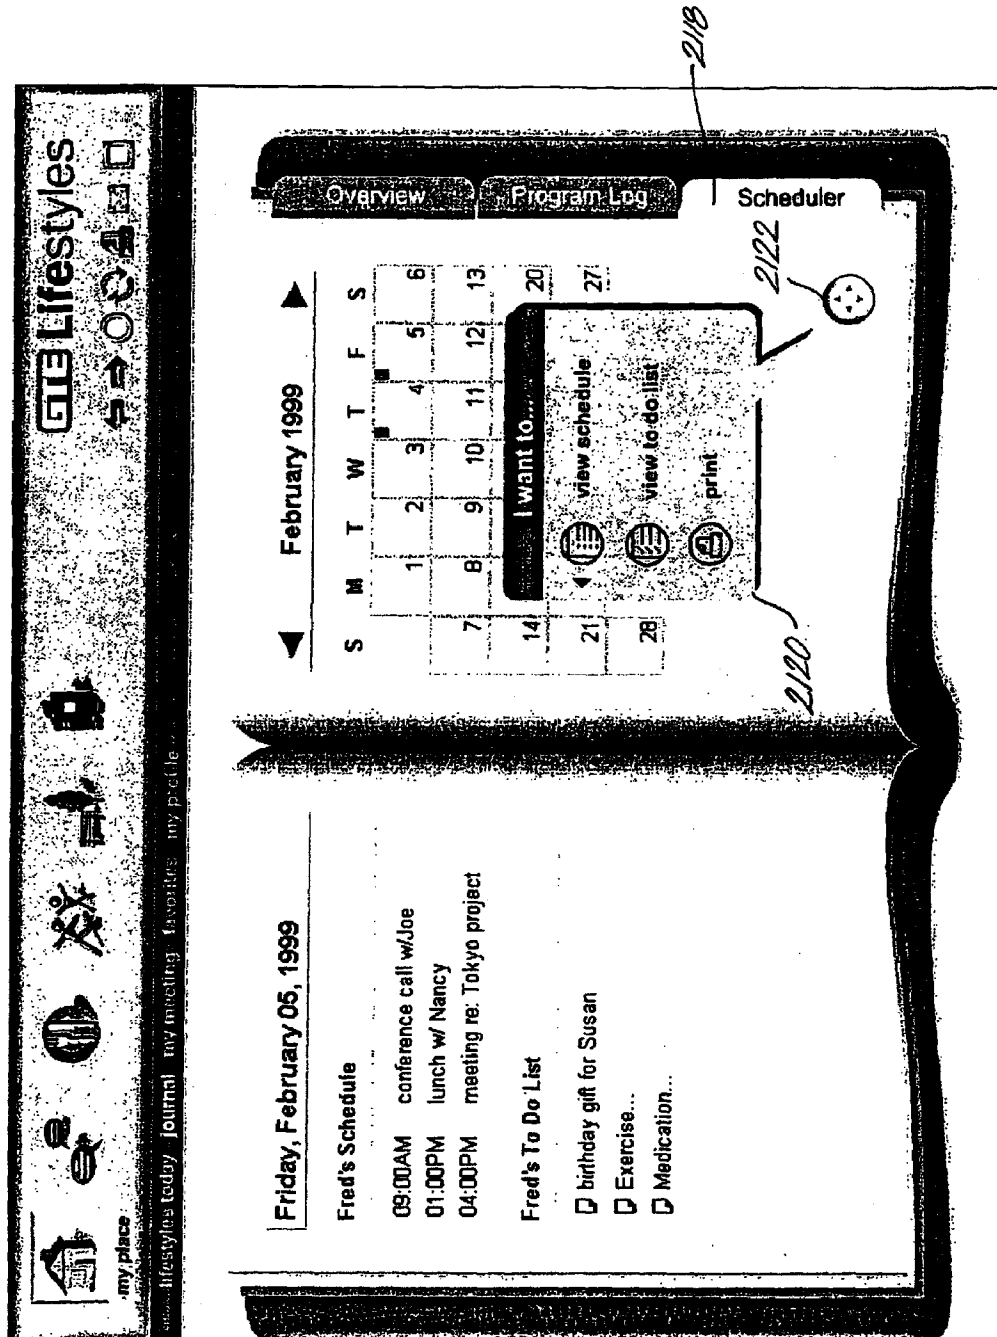 GTE Lifestyles
my place
lifestyles today journal my meeting favorites my profile
Friday, February 05, 1999
Fred's Schedule
09:00AM conference call w/Joe
01:00PM lunch w/ Nancy
04:00PM meeting re: Tokyo project
Fred's To Do List
birthday gift for Susan
Exercise...
Medication...
February 1999
S M T W T F S
1 2 3 4 5 6
7 8 9 10 11 12 13
14 20
21 27
28
I want to...
view schedule
view to do list
print
Overview
Program Log
Scheduler
2118
2120
2122